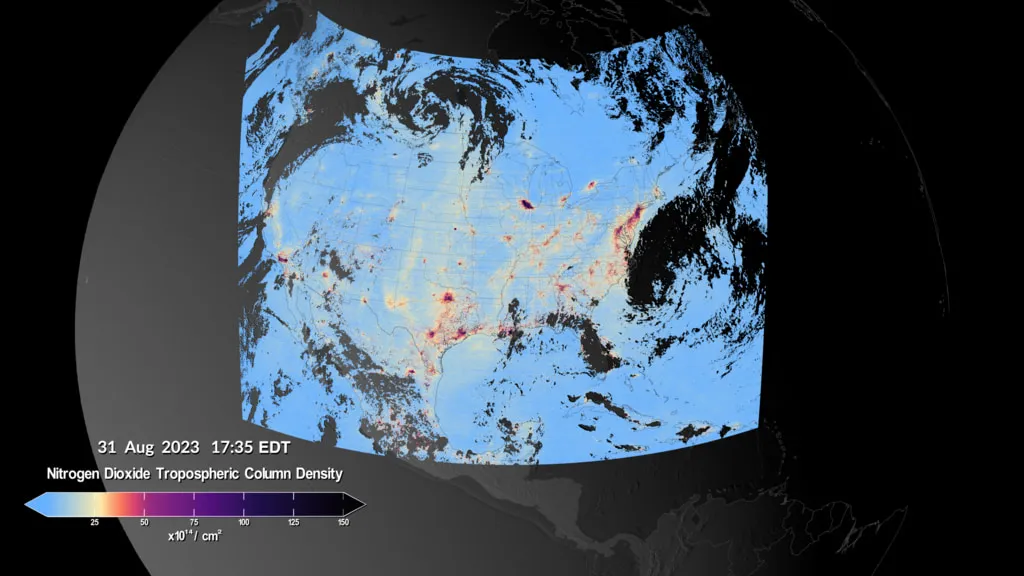 31 Aug 2023 17:35 EDT
Nitrogen Dioxide Tropospheric Column Density
25 50 75 100 125 150
x10¹⁴/ cm²